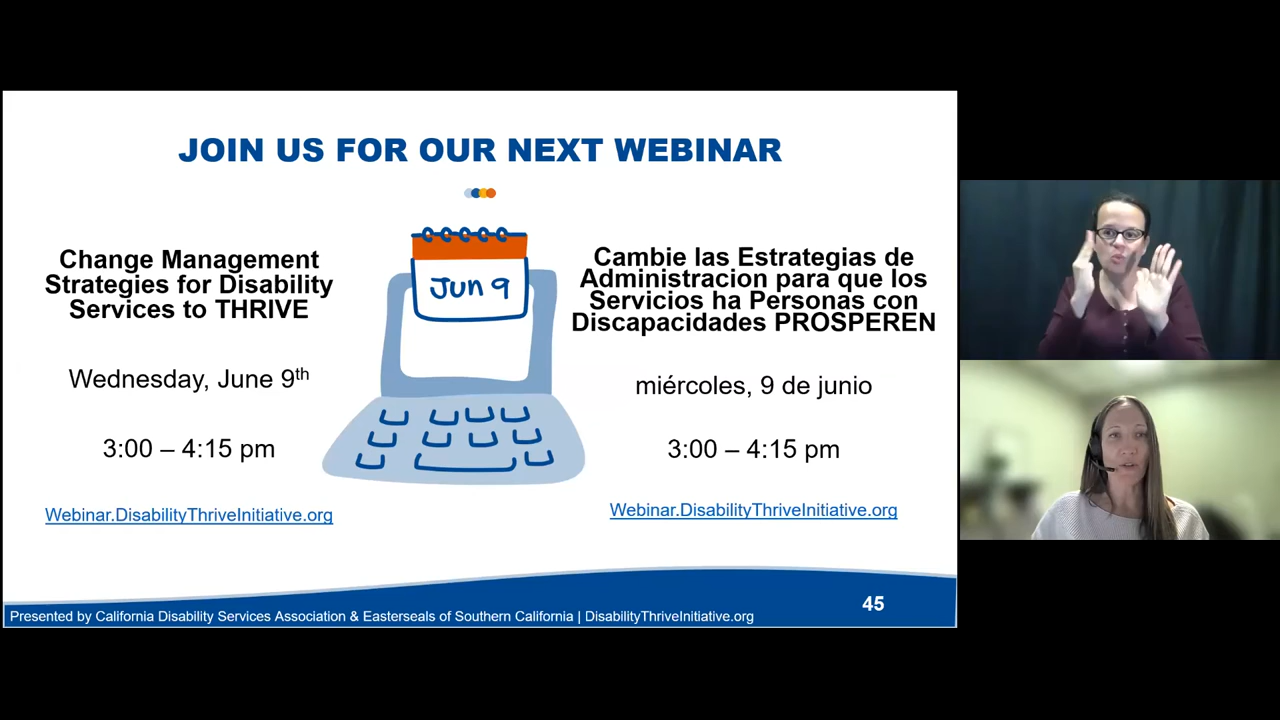 JOIN US FOR OUR NEXT WEBINAR
Change Management
Strategies for Disability
Services to THRIVE
Wednesday, June 9th
3:00 – 4:15 pm
Webinar.DisabilityThriveInitiative.org
Jun 9
Cambie las Estrategias de
Administracion para que los
Servicios ha Personas con
Discapacidades PROSPEREN
miércoles, 9 de junio
3:00 – 4:15 pm
Webinar.DisabilityThriveInitiative.org
Presented by California Disability Services Association & Easterseals of Southern California | DisabilityThriveInitiative.org
45